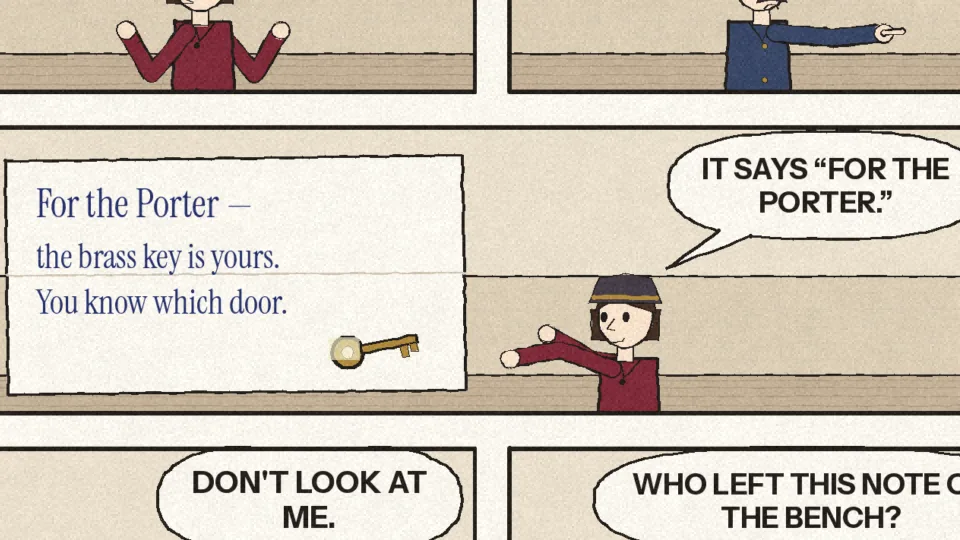 For the Porter —
the brass key is yours.
You know which door.
IT SAYS “FOR THE
PORTER.”
DON'T LOOK AT
ME.
WHO LEFT THIS NOTE
THE BENCH?